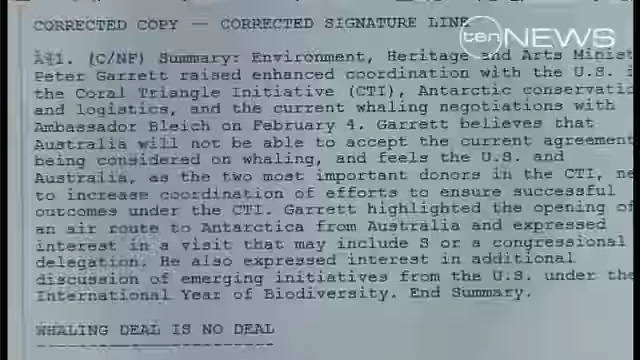 CORRECTED COPY -- CORRECTED SIGNATURE LINE
ten NEWS
Â¶1. (C/NF) Summary: Environment, Heritage and Arts Minist
Peter Garrett raised enhanced coordination with the U.S. i
the Coral Triangle Initiative (CTI), Antarctic conservatio
and logistics, and the current whaling negotiations with
Ambassador Bleich on February 4. Garrett believes that
Australia will not be able to accept the current agreement
being considered on whaling, and feels the U.S. and
Australia, as the two most important donors in the CTI, ne
to increase coordination of efforts to ensure successful
outcomes under the CTI. Garrett highlighted the opening of
an air route to Antarctica from Australia and expressed
interest in a visit that may include S or a congressional
delegation. He also expressed interest in additional
discussion of emerging initiatives from the U.S. under the
International Year of Biodiversity. End Summary.
WHALING DEAL IS NO DEAL
-----------------------